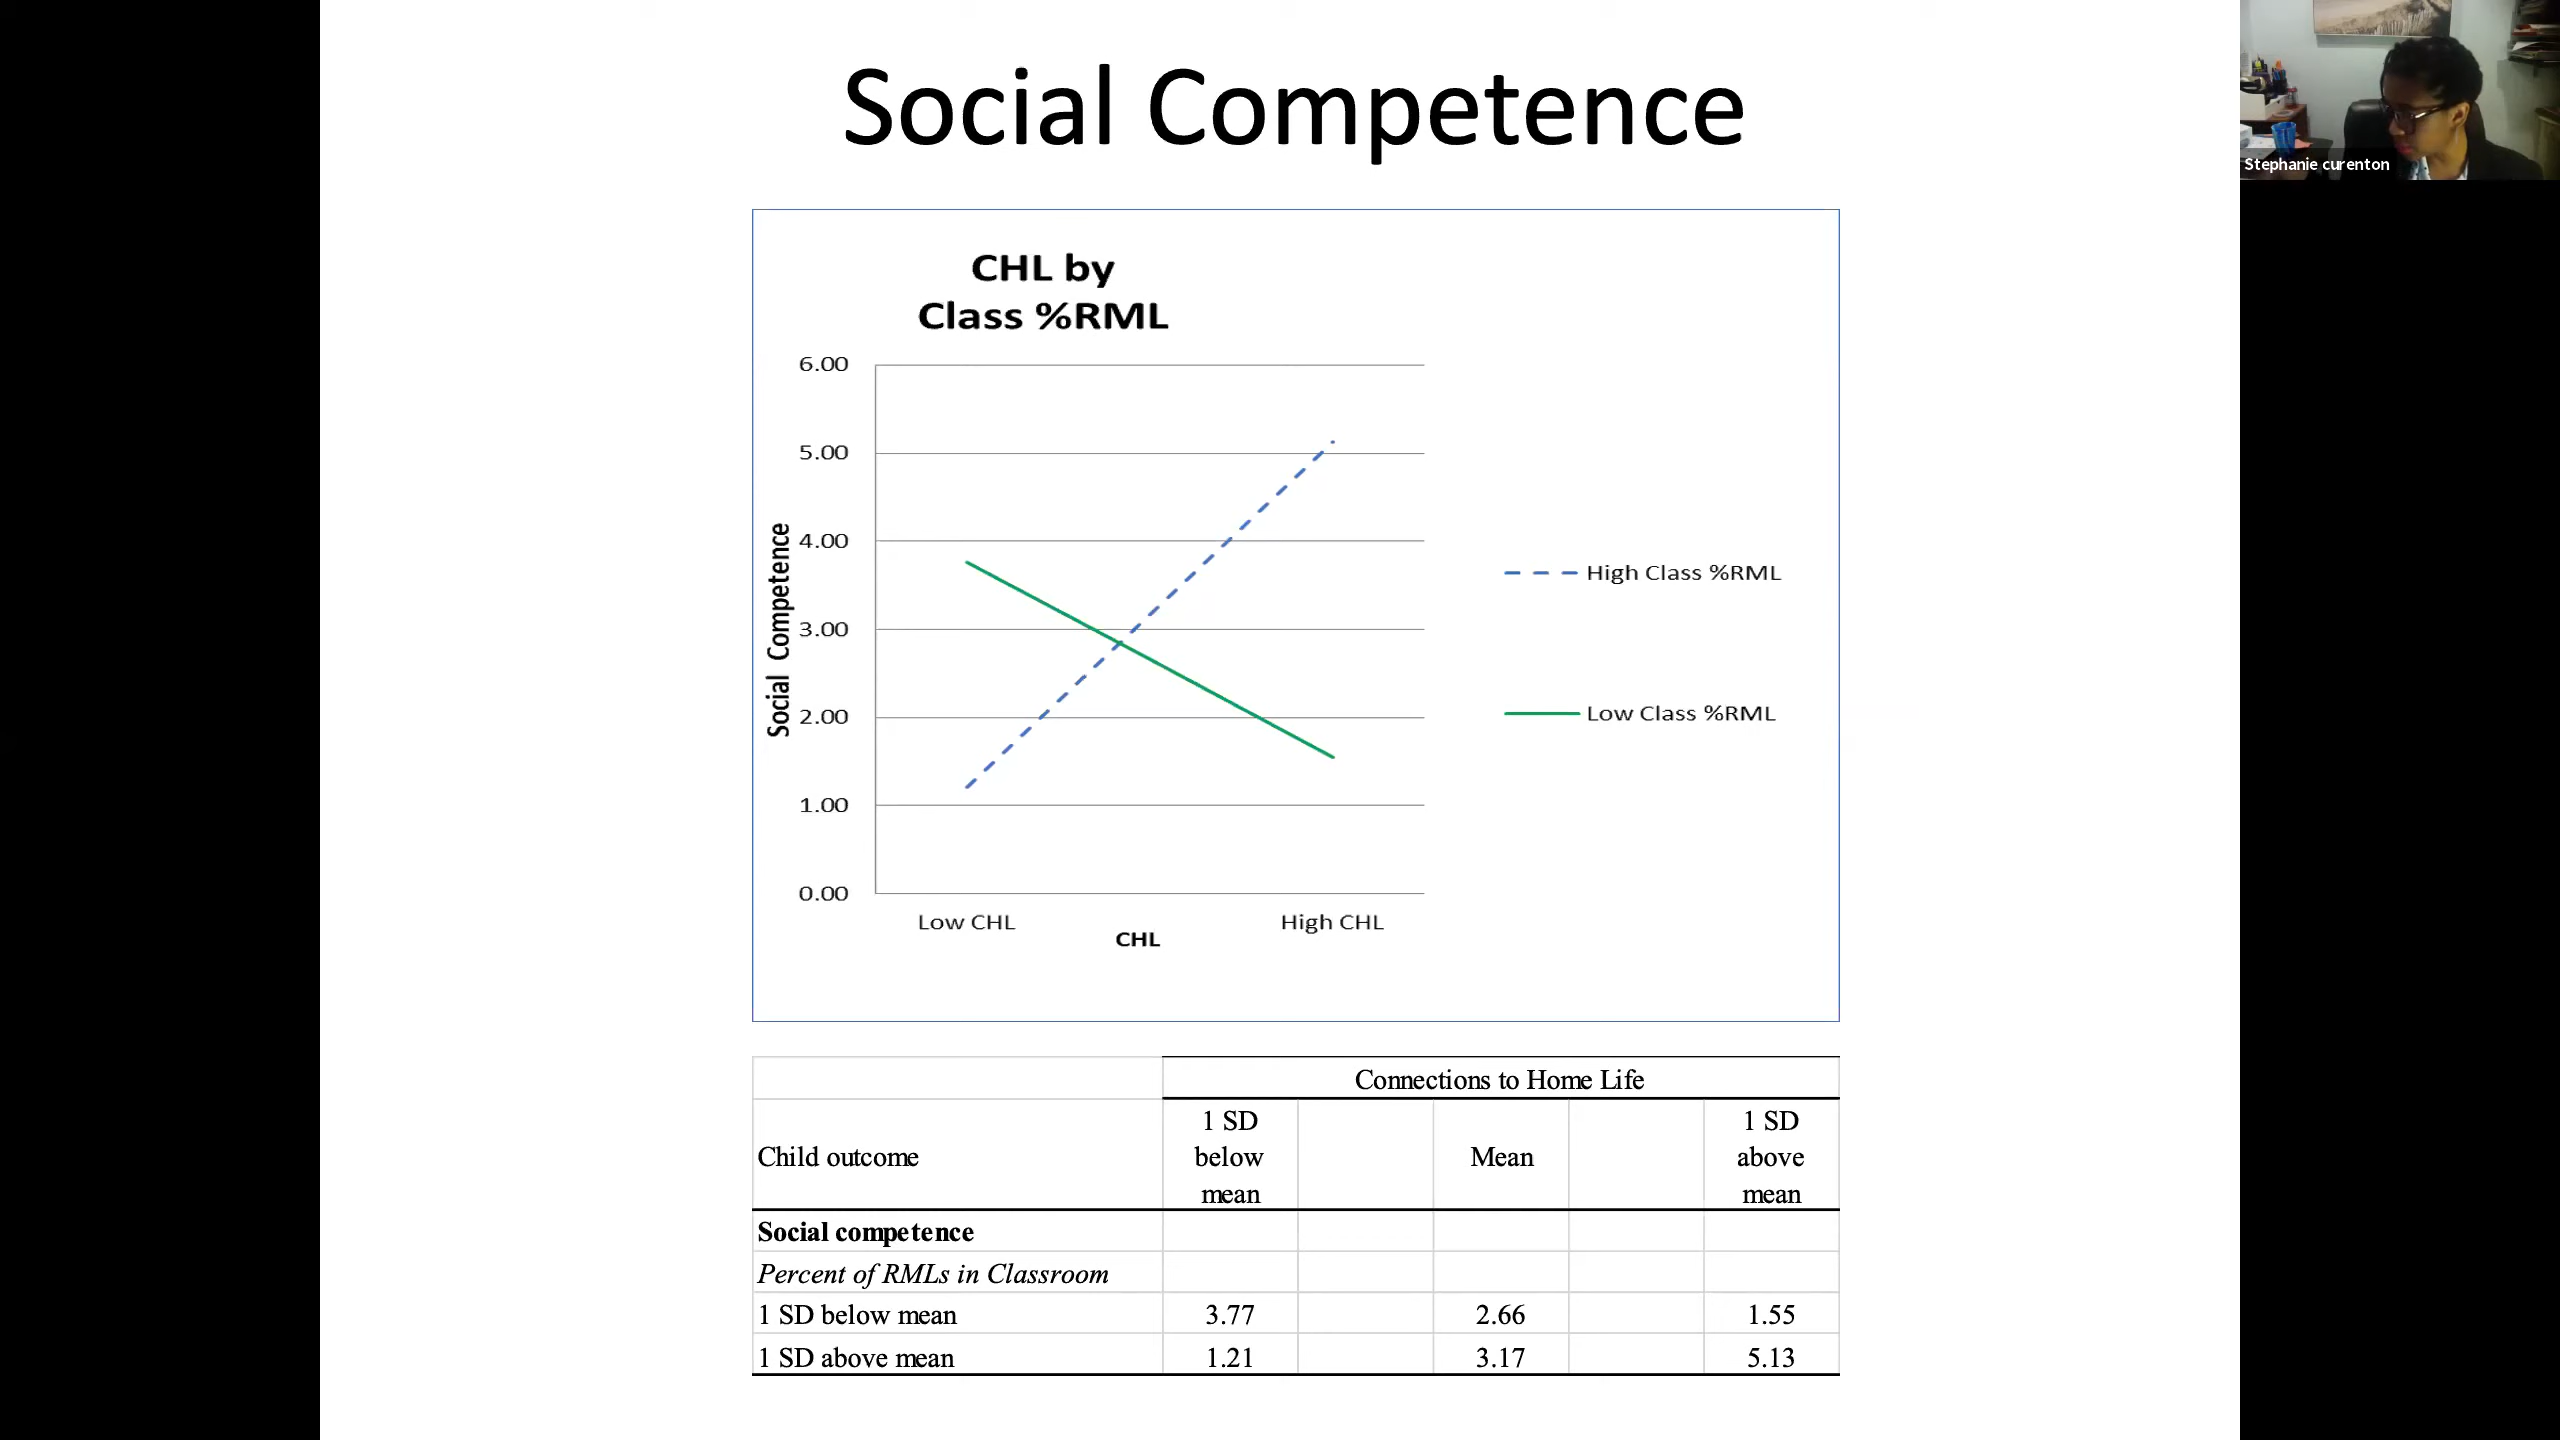 Social Competence
Stephanie curenton
CHL by
Class %RML
6.00
5.00
4.00
3.00
2.00
1.00
0.00
Social Competence
Low CHL
High CHL
CHL
High Class %RML
Low Class %RML
Connections to Home Life
Child outcome
1 SD below mean
Mean
1 SD above mean
Social competence
Percent of RMLs in Classroom
1 SD below mean 3.77 2.66 1.55
1 SD above mean 1.21 3.17 5.13